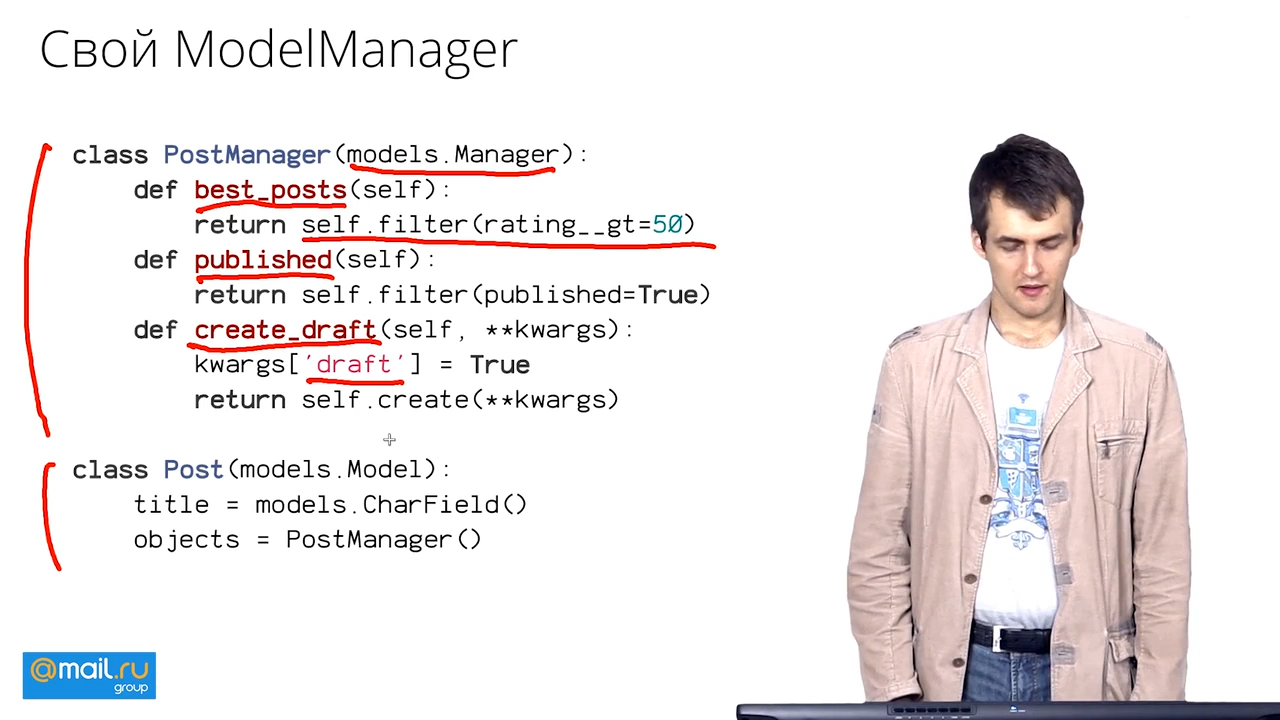 Свой ModelManager
class PostManager(models.Manager):
    def best_posts(self):
        return self.filter(rating__gt=50)
    def published(self):
        return self.filter(published=True)
    def create_draft(self, **kwargs):
        kwargs['draft'] = True
        return self.create(**kwargs)
class Post(models.Model):
    title = models.CharField()
    objects = PostManager()
@mail.ru
group